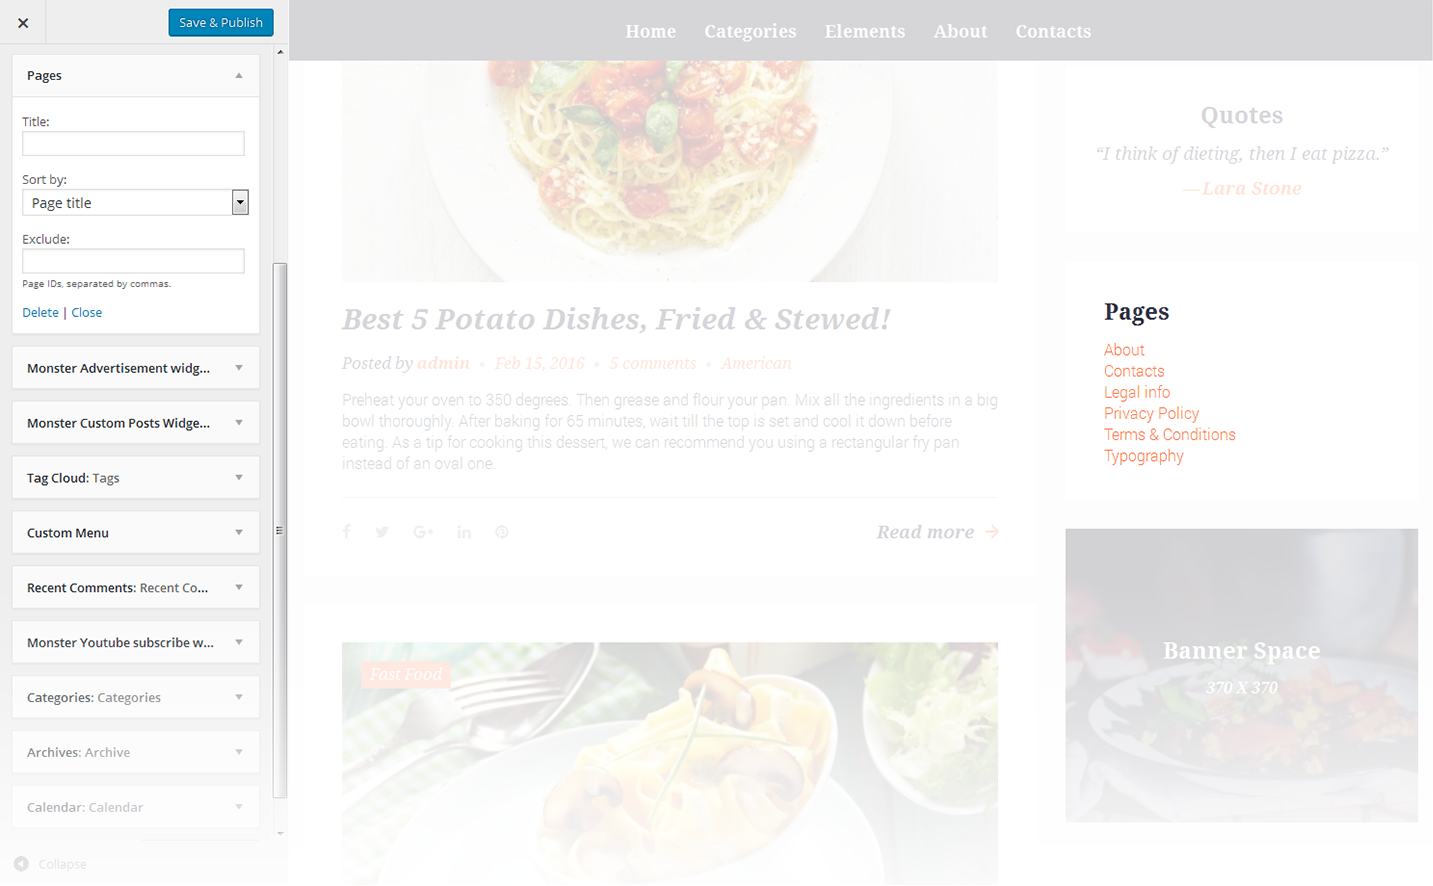 Save & Publish
Pages
Title:
Sort by:
Page title
Exclude:
Page IDs, separated by commas.
Delete | Close
Monster Advertisement widg...
Monster Custom Posts Widge...
Tag Cloud: Tags
Custom Menu
Recent Comments: Recent Co...
Monster Youtube subscribe w...
Categories: Categories
Archives: Archive
Calendar: Calendar
Collapse
Home Categories Elements About Contacts
Best 5 Potato Dishes, Fried & Stewed!
Posted by admin • Feb 15, 2016 • 5 comments • American
Preheat your oven to 350 degrees. Then grease and flour your pan. Mix all the ingredients in a big
bowl thoroughly. After baking for 65 minutes, wait till the top is set and cool it down before
eating. As a tip for cooking this dessert, we can recommend you using a rectangular fry pan
instead of an oval one.
Read more
Fast Food
Quotes
“I think of dieting, then I eat pizza.”
— Lara Stone
Pages
About
Contacts
Legal info
Privacy Policy
Terms & Conditions
Typography
Banner Space
370 X 370